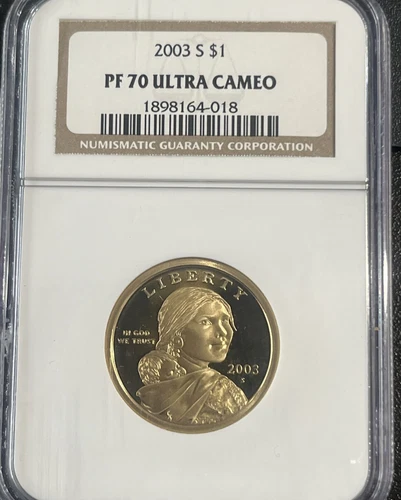 2003 S $1
PF 70 ULTRA CAMEO
1898164-018
NUMISMATIC GUARANTY CORPORATION
LIBERTY
IN GOD
WE TRUST
2003
S